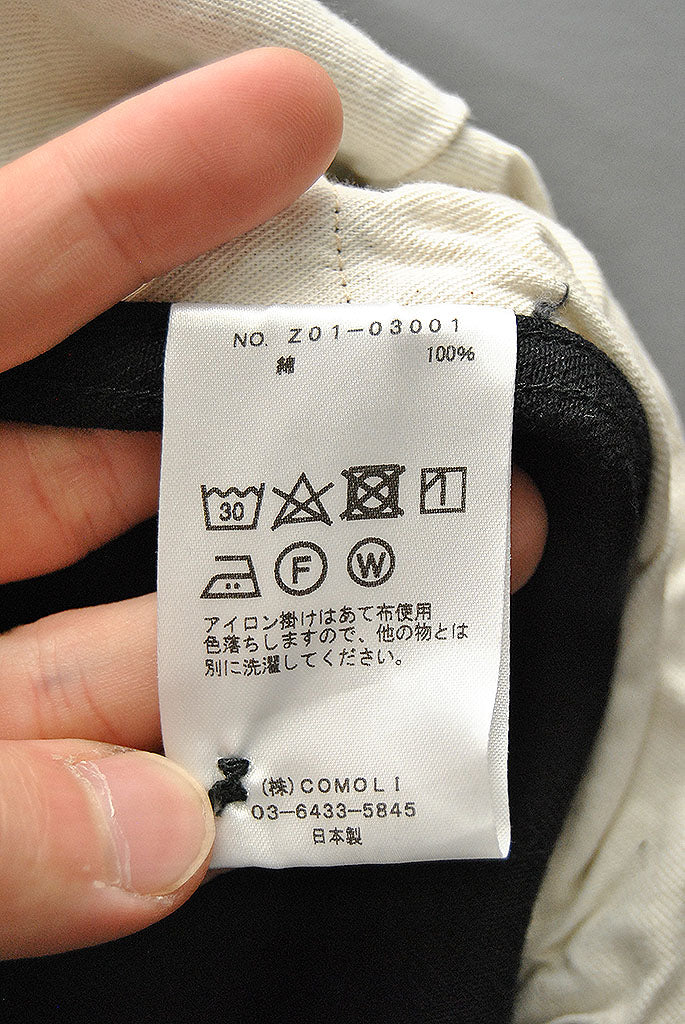 NO. Z01-03001
綿 100%
30
F W
アイロン掛けはあて布使用
色落ちしますので、他の物とは
別に洗濯してください。
(株)COMOLI
03-6433-5845
日本製